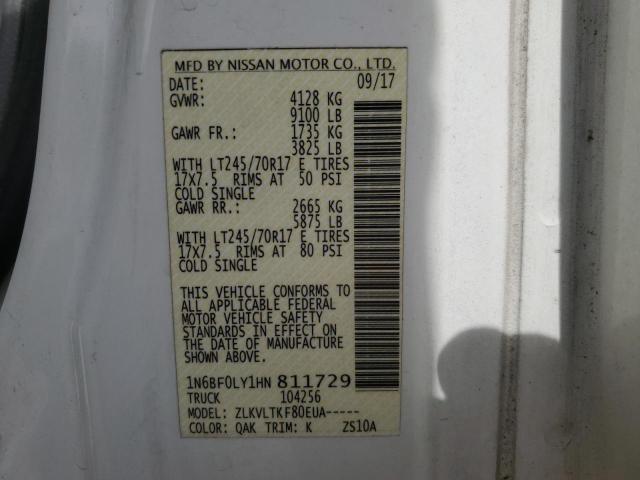 MFD BY NISSAN MOTOR CO., LTD.
DATE: 09/17
GVWR: 4128 KG
9100 LB
GAWR FR.: 1735 KG
3825 LB
WITH LT245/70R17 E TIRES
17X7.5 RIMS AT 50 PSI
COLD SINGLE
GAWR RR.: 2665 KG
5875 LB
WITH LT245/70R17 E TIRES
17X7.5 RIMS AT 80 PSI
COLD SINGLE
THIS VEHICLE CONFORMS TO
ALL APPLICABLE FEDERAL
MOTOR VEHICLE SAFETY
STANDARDS IN EFFECT ON
THE DATE OF MANUFACTURE
SHOWN ABOVE.
1N6BF0LY1HN 811729
TRUCK 104256
MODEL: ZLKVLTKF80EUA-----
COLOR: QAK TRIM: K ZS10A